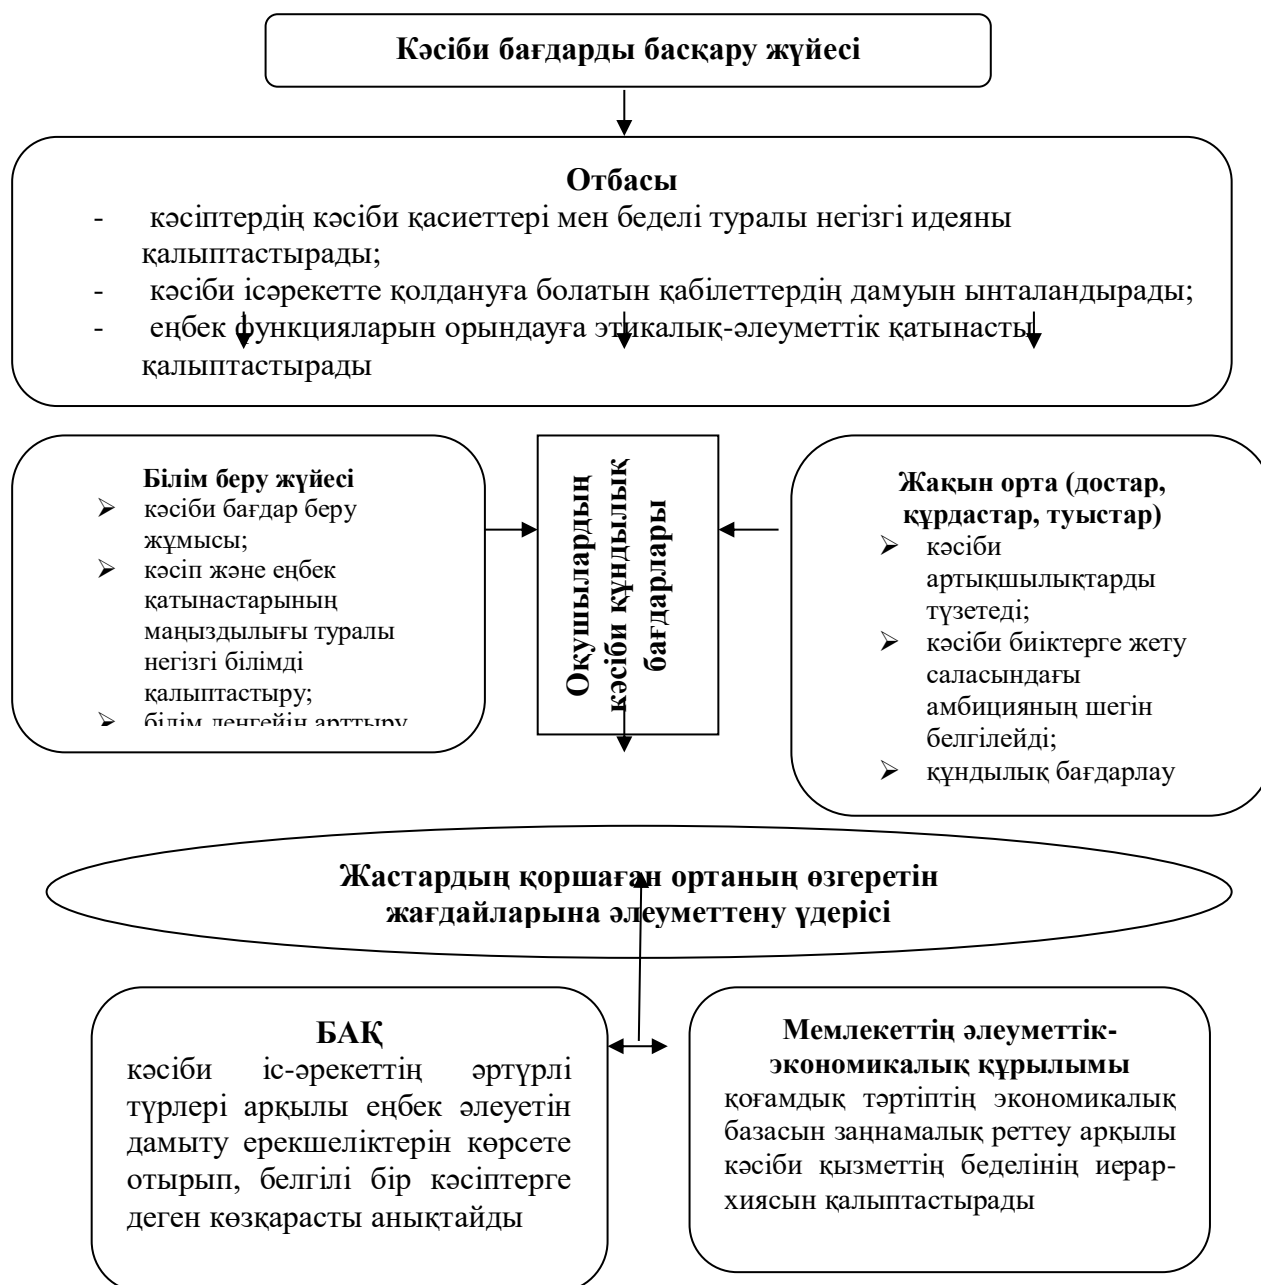 Кәсіби бағдарды басқару жүйесі
Отбасы
- кәсіптердің кәсіби қасиеттері мен беделі туралы негізгі идеяны
қалыптастырады;
- кәсіби ісәрекетте қолдануға болатын қабілеттердің дамуын ынталандырады;
- еңбек функцияларын орындауға этикалық-әлеуметтік қатынасты
қалыптастырады
Білім беру жүйесі
➢ кәсіби бағдар беру
жұмысы;
➢ кәсіп және еңбек
қатынастарының
маңыздылығы туралы
негізгі білімді
қалыптастыру;
➢ білім деңгейін арттыру
Оқушылардың
кәсіби құндылық
бағдарлары
Жақын орта (достар,
құрдастар, туыстар)
➢ кәсіби
артықшылықтарды
түзетеді;
➢ кәсіби биіктерге жету
саласындағы
амбицияның шегін
белгілейді;
➢ құндылық бағдарлау
Жастардың қоршаған ортаның өзгеретін
жағдайларына әлеуметтену үдерісі
БАҚ
кәсіби іс-әрекеттің әртүрлі
түрлері арқылы еңбек әлеуетін
дамыту ерекшеліктерін көрсете
отырып, белгілі бір кәсіптерге
деген көзқарасты анықтайды
Мемлекеттің әлеуметтік-
экономикалық құрылымы
қоғамдық тәртіптің экономикалық
базасын заңнамалық реттеу арқылы
кәсіби қызметтің беделінің иерар-
хиясын қалыптастырады